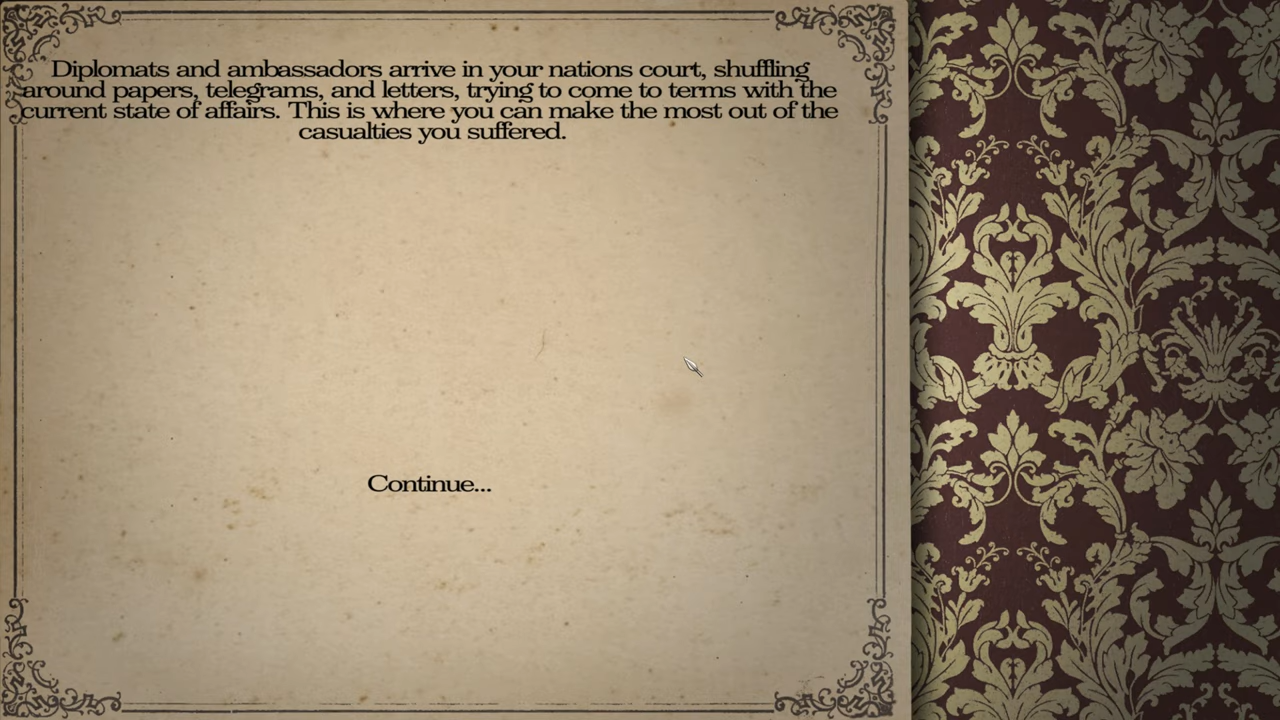 Diplomats and ambassadors arrive in your nations court, shuffling
around papers, telegrams, and letters, trying to come to terms with the
current state of affairs. This is where you can make the most out of the
casualties you suffered.
Continue...